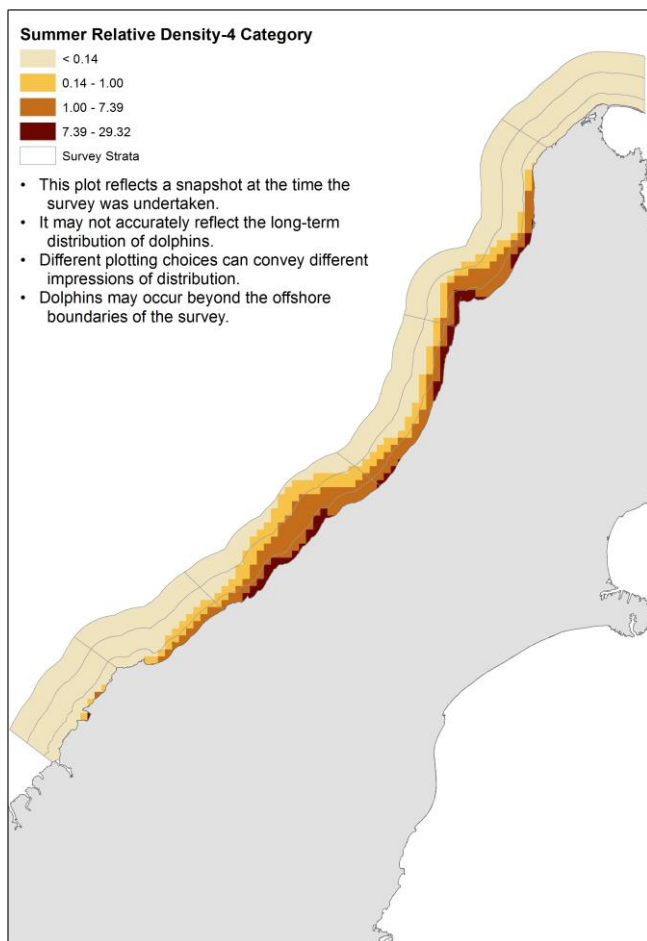 Summer Relative Density-4 Category
< 0.14
0.14 - 1.00
1.00 - 7.39
7.39 - 29.32
Survey Strata
• This plot reflects a snapshot at the time the
survey was undertaken.
• It may not accurately reflect the long-term
distribution of dolphins.
• Different plotting choices can convey different
impressions of distribution.
• Dolphins may occur beyond the offshore
boundaries of the survey.